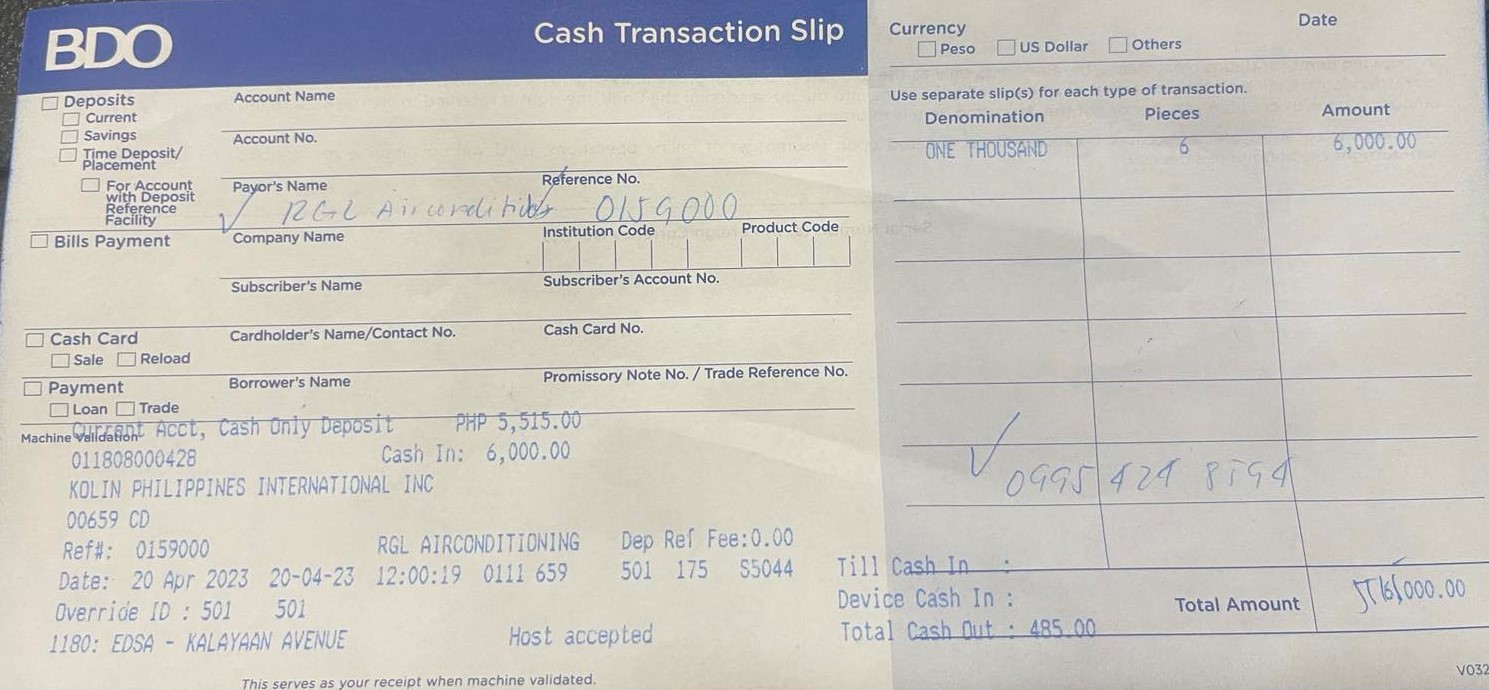 BDO
Cash Transaction Slip
Deposits
Current
Savings
Time Deposit/
Placement
For Account
with Deposit
Reference
Facility
Account Name
Account No.
Payor's Name
Reference No.
RGL Airconditioning 0159000
Bills Payment
Company Name
Institution Code
Product Code
Subscriber's Name
Subscriber's Account No.
Cash Card
Sale Reload
Cardholder's Name/Contact No.
Cash Card No.
Payment
Loan Trade
Borrower's Name
Promissory Note No. / Trade Reference No.
Machine Validation
Current Acct, Cash Only Deposit PHP 5,515.00
011808000428 Cash In: 6,000.00
KOLIN PHILIPPINES INTERNATIONAL INC
00659 CD
Ref#: 0159000 RGL AIRCONDITIONING Dep Ref Fee:0.00
Date: 20 Apr 2023 20-04-23 12:00:19 0111 659 501 175 S5044
Override ID : 501 501
1180: EDSA - KALAYAAN AVENUE Host accepted
This serves as your receipt when machine validated.
Currency
Peso US Dollar Others
Date
Use separate slip(s) for each type of transaction.
Denomination Pieces Amount
ONE THOUSAND 6 6,000.00
0995 424 8594
Till Cash In :
Device Cash In :
Total Cash Out : 485.00
Total Amount 6,000.00
V032